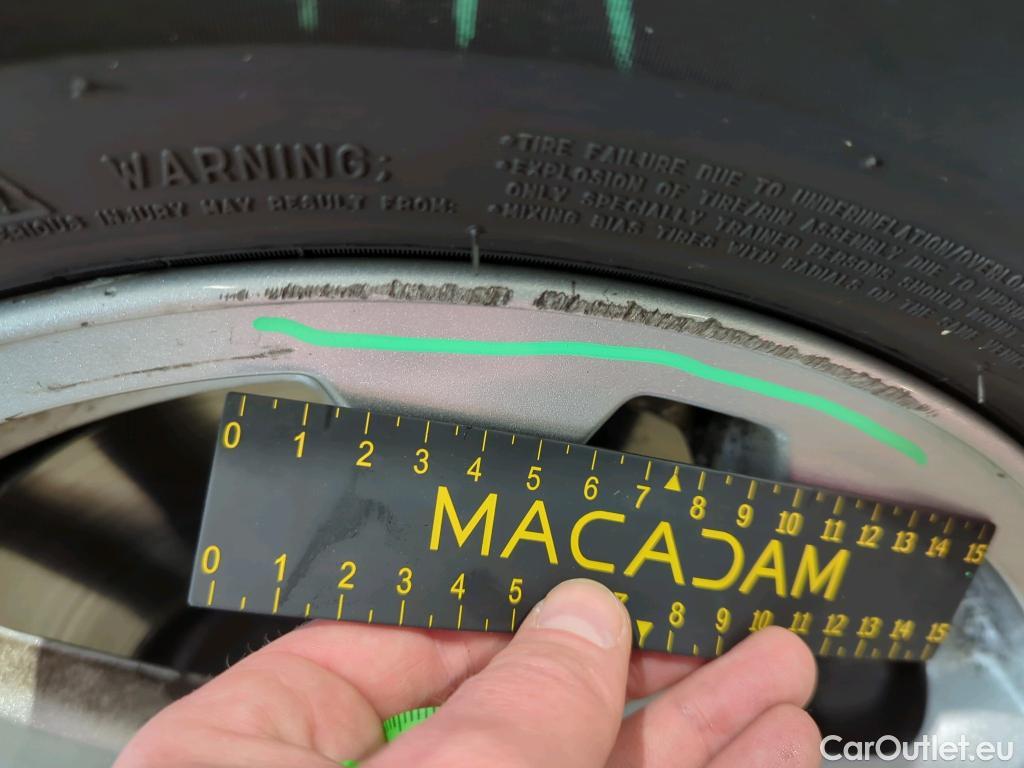 WARNING;
SERIOUS INJURY MAY RESULT FROM:
•TIRE FAILURE DUE TO UNDERINFLATION/OVERLOA
•EXPLOSION OF TIRE/RIM ASSEMBLY DUE TO IMPROP
ONLY SPECIALLY TRAINED PERSONS SHOULD MOUNT
•MIXING BIAS TIRES WITH RADIALS ON THE SAME VEHIC
0 1 2 3 4 5 6 7 8 9 10 11 12 13 14 15
MACADAM
0 1 2 3 4 5 7 8 9 10 11 12 13 14 15
CarOutlet.eu